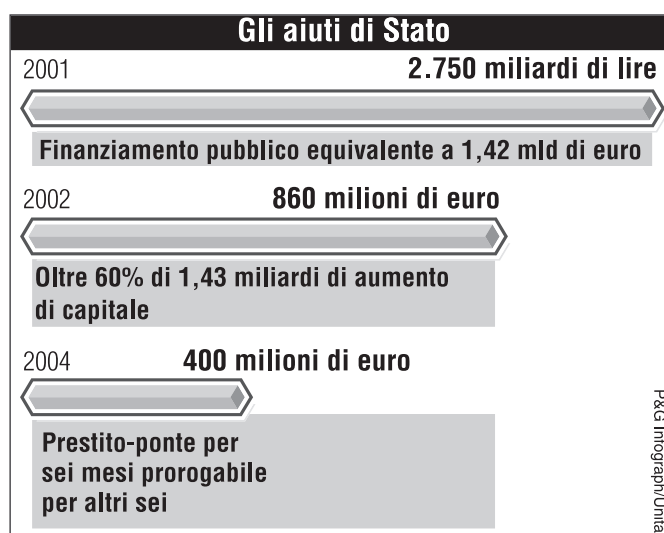 Gli aiuti di Stato
2001
2.750 miliardi di lire
Finanziamento pubblico equivalente a 1,42 mld di euro
2002
860 milioni di euro
Oltre 60% di 1,43 miliardi di aumento
di capitale
2004
400 milioni di euro
Prestito-ponte per
sei mesi prorogabile
per altri sei
P&G Infograph/Unita